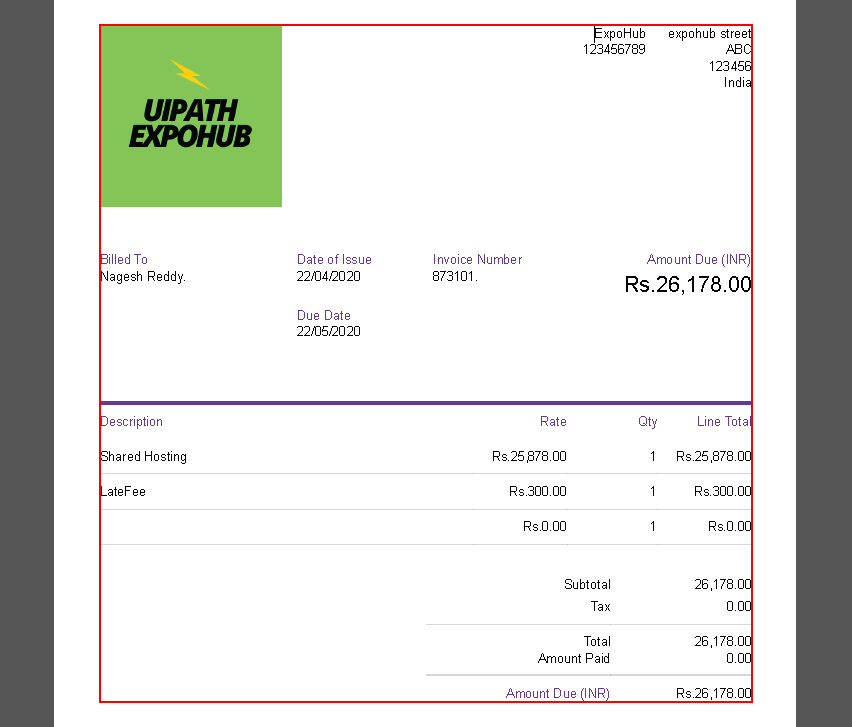 UIPATH
EXPOHUB
ExpoHub expohub street
123456789 ABC
123456
India
Billed To Date of Issue Invoice Number Amount Due (INR)
Nagesh Reddy. 22/04/2020 873101. Rs.26,178.00
Due Date
22/05/2020
Description Rate Qty Line Total
Shared Hosting Rs.25,878.00 1 Rs.25,878.00
LateFee Rs.300.00 1 Rs.300.00
Rs.0.00 1 Rs.0.00
Subtotal 26,178.00
Tax 0.00
Total 26,178.00
Amount Paid 0.00
Amount Due (INR) Rs.26,178.00